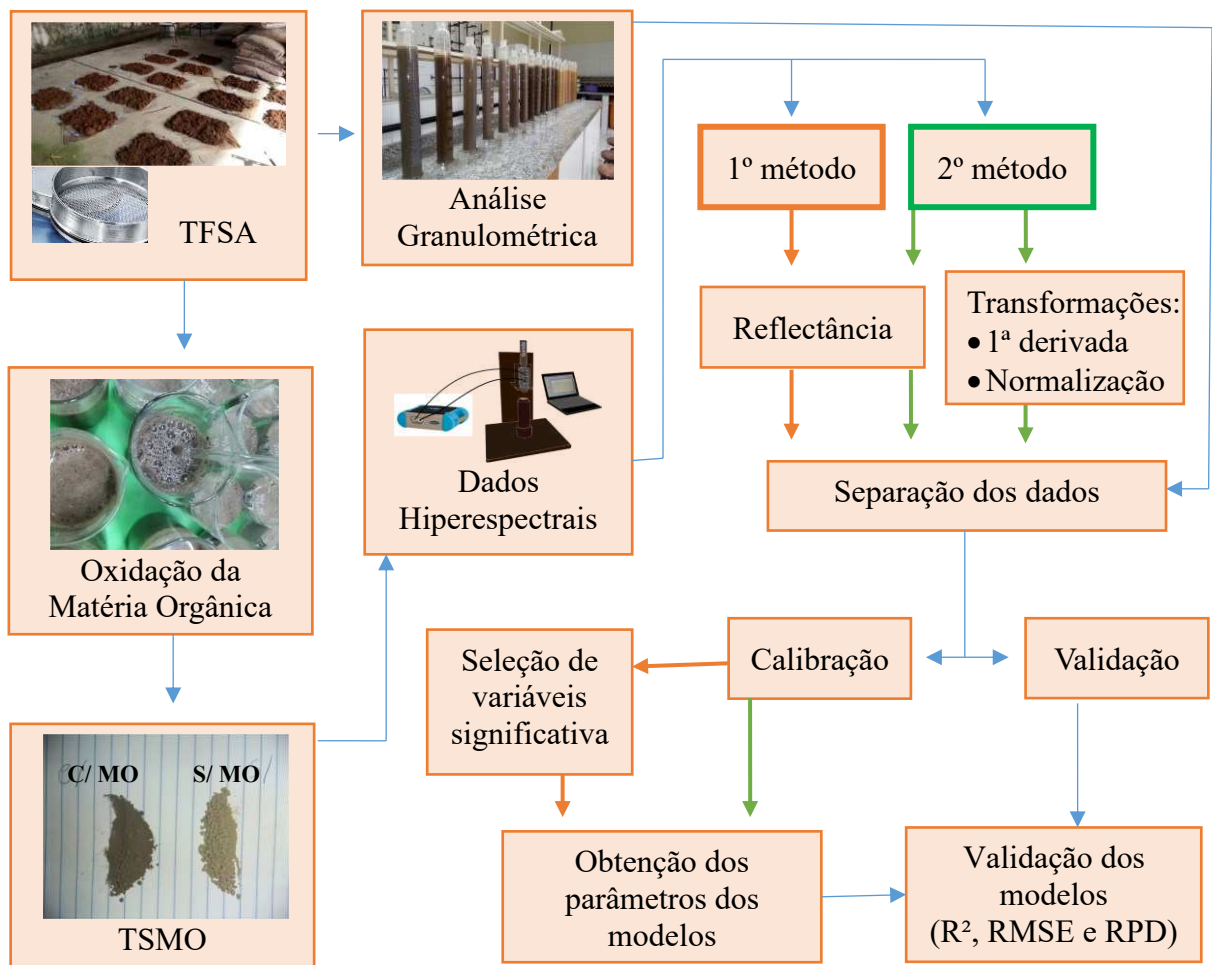 TFSA
Análise
Granulométrica
1º método
2º método
Reflectância
Transformações:
• 1ª derivada
• Normalização
Oxidação da
Matéria Orgânica
Dados
Hiperespectrais
Separação dos dados
Seleção de
variáveis
significativa
Calibração
Validação
C/ MO
S/ MO
TSMO
Obtenção dos
parâmetros dos
modelos
Validação dos
modelos
(R², RMSE e RPD)